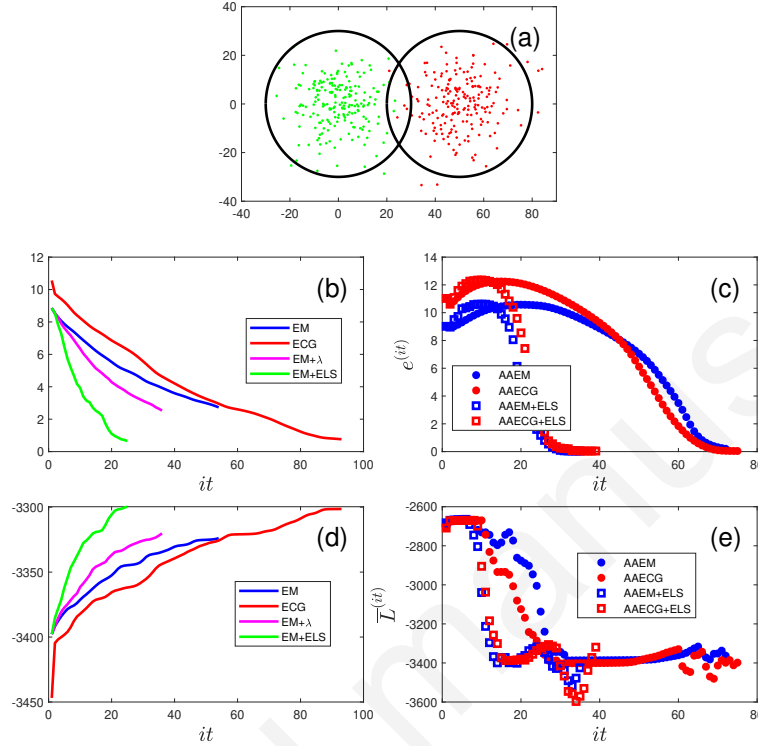 (a)
40
20
0
-20
-40
-40 -20 0 20 40 60 80
(b)
12
10
8
6
4
2
0
EM
ECG
EM+λ
EM+ELS
0 20 40 60 80 100
it
(c)
e^(it)
14
12
10
8
6
4
2
0
AAEM
AAECG
AAEM+ELS
AAECG+ELS
0 20 40 60 80
it
(d)
-3300
-3350
-3400
-3450
EM
ECG
EM+λ
EM+ELS
0 20 40 60 80 100
it
(e)
L̅^(it)
-2600
-2800
-3000
-3200
-3400
-3600
AAEM
AAECG
AAEM+ELS
AAECG+ELS
0 20 40 60 80
it